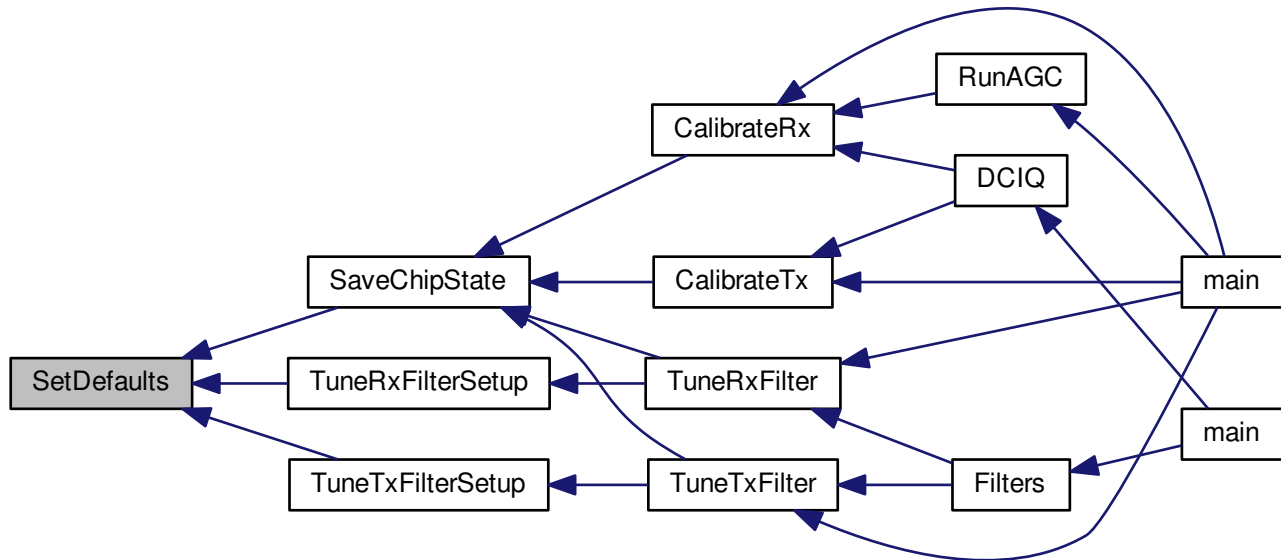 RunAGC
CalibrateRx
DCIQ
SaveChipState
CalibrateTx
main
SetDefaults
TuneRxFilterSetup
TuneRxFilter
main
TuneTxFilterSetup
TuneTxFilter
Filters